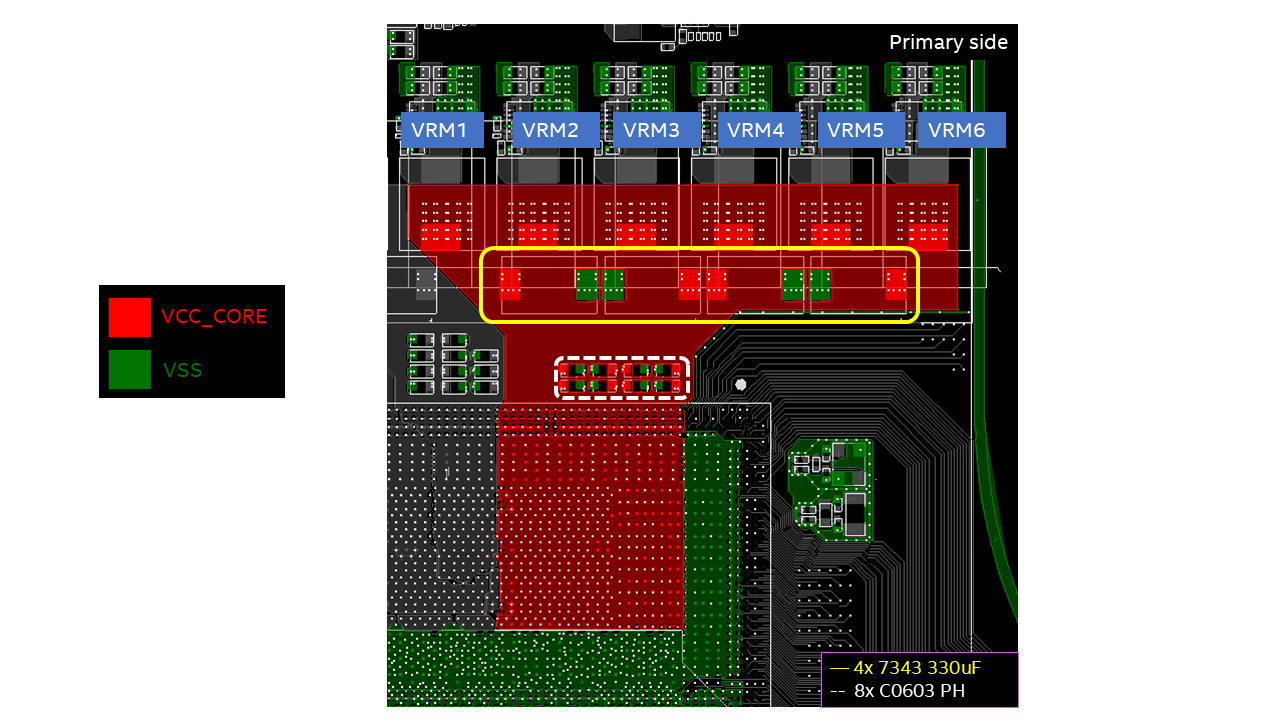 Primary side
VRM1 VRM2 VRM3 VRM4 VRM5 VRM6
VCC_CORE
VSS
— 4x 7343 330uF
-- 8x C0603 PH